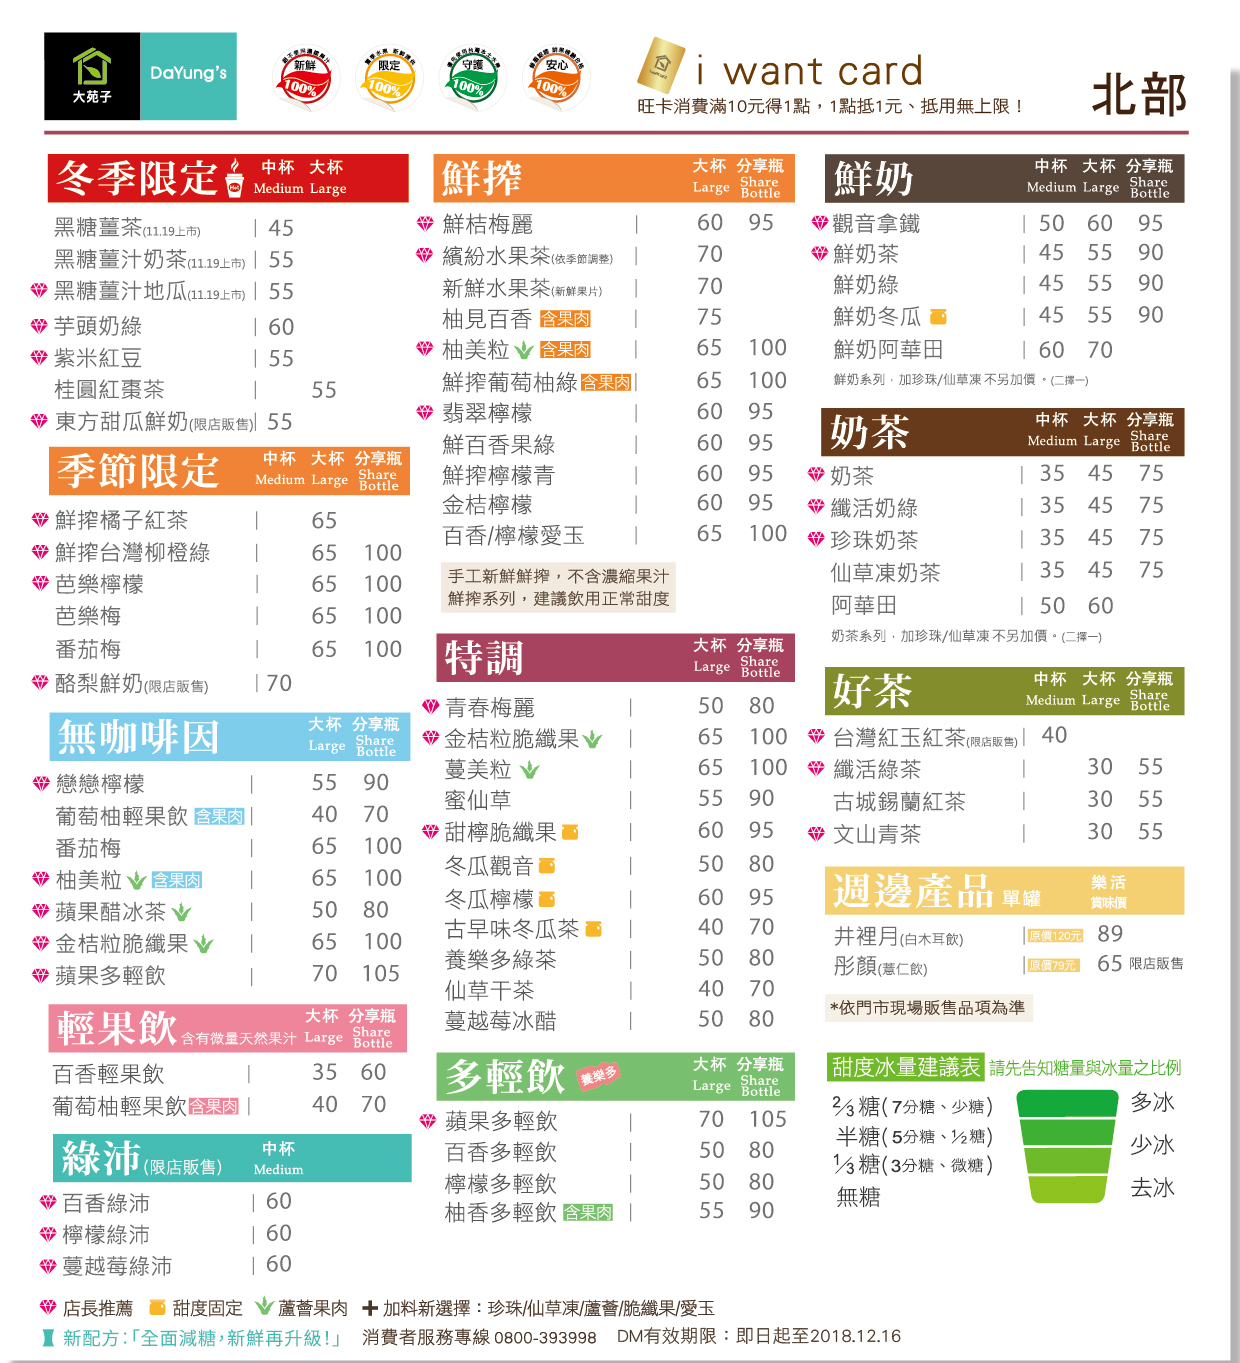 大苑子
DaYung's
新鮮
100%
限定
100%
守護
100%
安心
100%
i want card
旺卡消費滿10元得1點，1點抵1元、抵用無上限！
北部
冬季限定 中杯 大杯
Medium Large
黑糖薑茶(11.19上市) | 45
黑糖薑汁奶茶(11.19上市) | 55
黑糖薑汁地瓜(11.19上市) | 55
芋頭奶綠 | 60
紫米紅豆 | 55
桂圓紅棗茶 | 55
東方甜瓜鮮奶(限店販售) | 55
季節限定 中杯 大杯 分享瓶
Medium Large Share Bottle
鮮搾橘子紅茶 | 65
鮮搾台灣柳橙綠 | 65 100
芭樂檸檬 | 65 100
芭樂梅 | 65 100
番茄梅 | 65 100
酪梨鮮奶(限店販售) | 70
無咖啡因 大杯 分享瓶
Large Share Bottle
戀戀檸檬 | 55 90
葡萄柚輕果飲 含果肉 | 40 70
番茄梅 | 65 100
柚美粒 含果肉 | 65 100
蘋果醋冰茶 | 50 80
金桔粒脆纖果 | 65 100
蘋果多輕飲 | 70 105
輕果飲 含有微量天然果汁 大杯 分享瓶
Large Share Bottle
百香輕果飲 | 35 60
葡萄柚輕果飲 含果肉 | 40 70
綠沛(限店販售) 中杯
Medium
百香綠沛 | 60
檸檬綠沛 | 60
蔓越莓綠沛 | 60
鮮搾 大杯 分享瓶
Large Share Bottle
鮮桔梅麗 | 60 95
繽紛水果茶(依季節調整) | 70
新鮮水果茶(新鮮果片) | 70
柚見百香 含果肉 | 75
柚美粒 含果肉 | 65 100
鮮搾葡萄柚綠 含果肉 | 65 100
翡翠檸檬 | 60 95
鮮百香果綠 | 60 95
鮮搾檸檬青 | 60 95
金桔檸檬 | 60 95
百香/檸檬愛玉 | 65 100
手工新鮮鮮搾，不含濃縮果汁
鮮搾系列，建議飲用正常甜度
特調 大杯 分享瓶
Large Share Bottle
青春梅麗 | 50 80
金桔粒脆纖果 | 65 100
蔓美粒 | 65 100
蜜仙草 | 55 90
甜檸脆纖果 | 60 95
冬瓜觀音 | 50 80
冬瓜檸檬 | 60 95
古早味冬瓜茶 | 40 70
養樂多綠茶 | 50 80
仙草干茶 | 40 70
蔓越莓冰醋 | 50 80
多輕飲 養樂多 大杯 分享瓶
Large Share Bottle
蘋果多輕飲 | 70 105
百香多輕飲 | 50 80
檸檬多輕飲 | 50 80
柚香多輕飲 含果肉 | 55 90
鮮奶 中杯 大杯 分享瓶
Medium Large Share Bottle
觀音拿鐵 | 50 60 95
鮮奶茶 | 45 55 90
鮮奶綠 | 45 55 90
鮮奶冬瓜 | 45 55 90
鮮奶阿華田 | 60 70
鮮奶系列，加珍珠/仙草凍不另加價。(二擇一)
奶茶 中杯 大杯 分享瓶
Medium Large Share Bottle
奶茶 | 35 45 75
纖活奶綠 | 35 45 75
珍珠奶茶 | 35 45 75
仙草凍奶茶 | 35 45 75
阿華田 | 50 60
奶茶系列，加珍珠/仙草凍不另加價。(二擇一)
好茶 中杯 大杯 分享瓶
Medium Large Share Bottle
台灣紅玉紅茶(限店販售) | 40
纖活綠茶 | 30 55
古城錫蘭紅茶 | 30 55
文山青茶 | 30 55
週邊產品 單罐 樂活
賞味價
井裡月(白木耳飲) | 原價120元 89
彤顏(薏仁飲) | 原價79元 65 限店販售
*依門市現場販售品項為準
甜度冰量建議表 請先告知糖量與冰量之比例
⅔糖(7分糖、少糖)
半糖(5分糖、½糖)
⅓糖(3分糖、微糖)
無糖
多冰
少冰
去冰
店長推薦 甜度固定 蘆薈果肉 ✚加料新選擇：珍珠/仙草凍/蘆薈/脆纖果/愛玉
新配方：「全面減糖，新鮮再升級！」 消費者服務專線 0800-393998 DM有效期限：即日起至2018.12.16